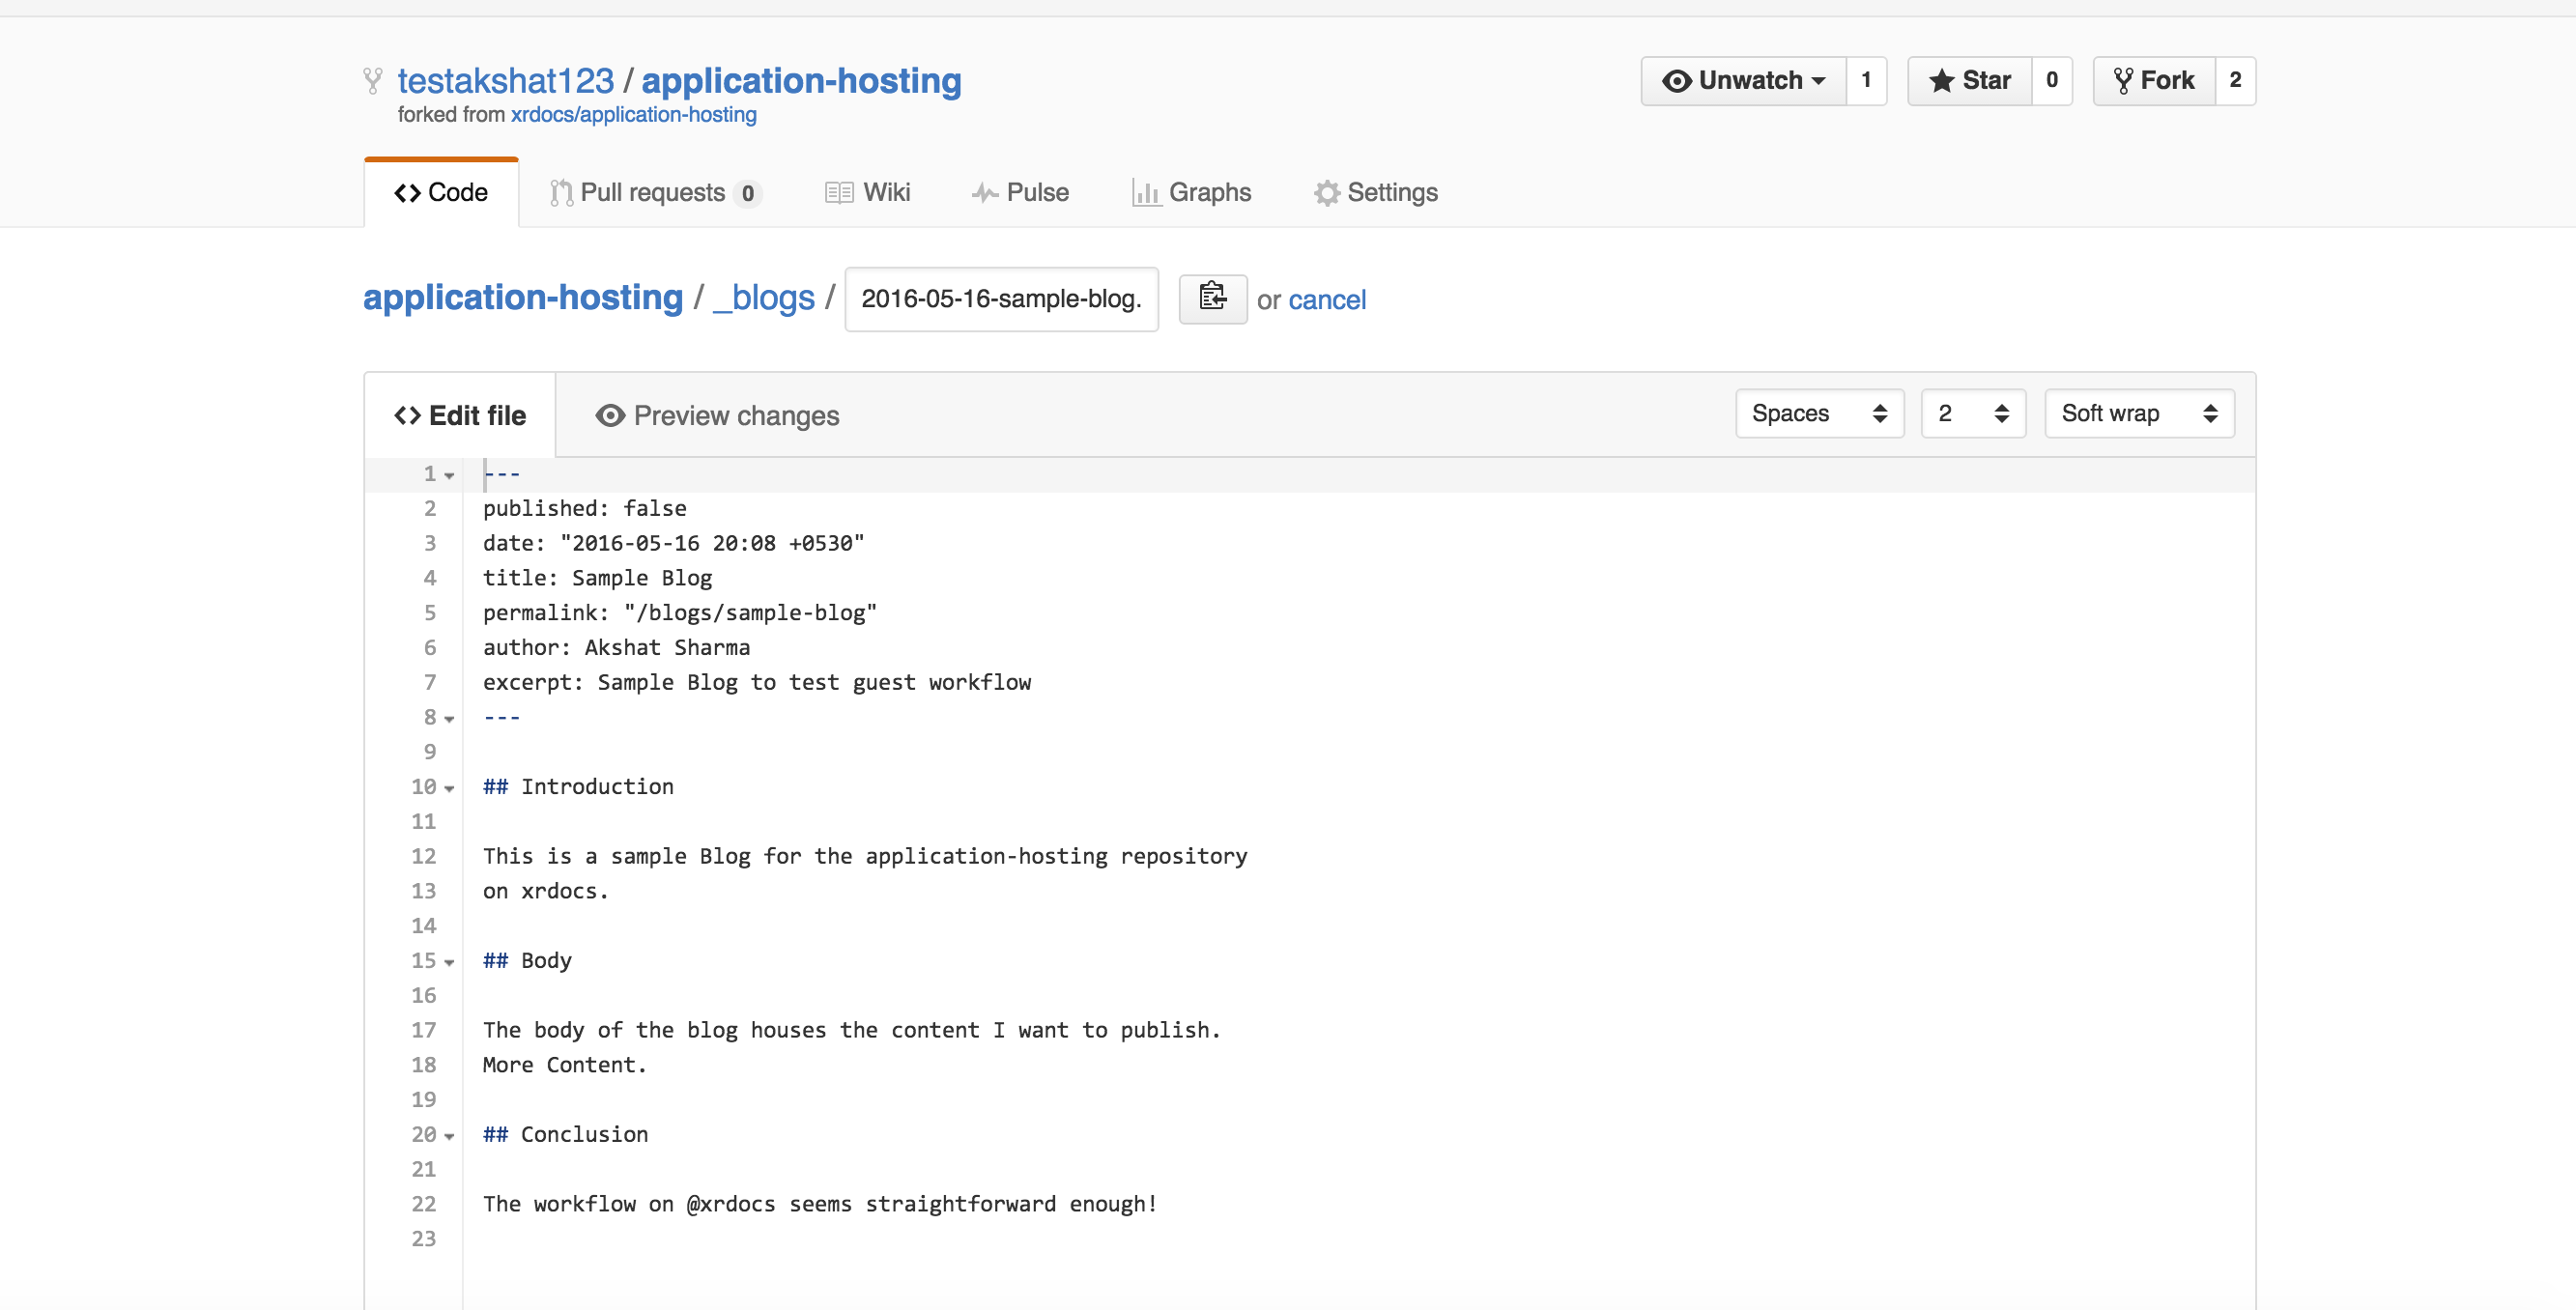 testakshat123 / application-hosting
forked from xrdocs/application-hosting
Unwatch 1 Star 0 Fork 2
Code Pull requests 0 Wiki Pulse Graphs Settings
application-hosting / _blogs / 2016-05-16-sample-blog. or cancel
Edit file Preview changes Spaces 2 Soft wrap
1 ---
2 published: false
3 date: "2016-05-16 20:08 +0530"
4 title: Sample Blog
5 permalink: "/blogs/sample-blog"
6 author: Akshat Sharma
7 excerpt: Sample Blog to test guest workflow
8 ---
9
10 ## Introduction
11
12 This is a sample Blog for the application-hosting repository
13 on xrdocs.
14
15 ## Body
16
17 The body of the blog houses the content I want to publish.
18 More Content.
19
20 ## Conclusion
21
22 The workflow on @xrdocs seems straightforward enough!
23